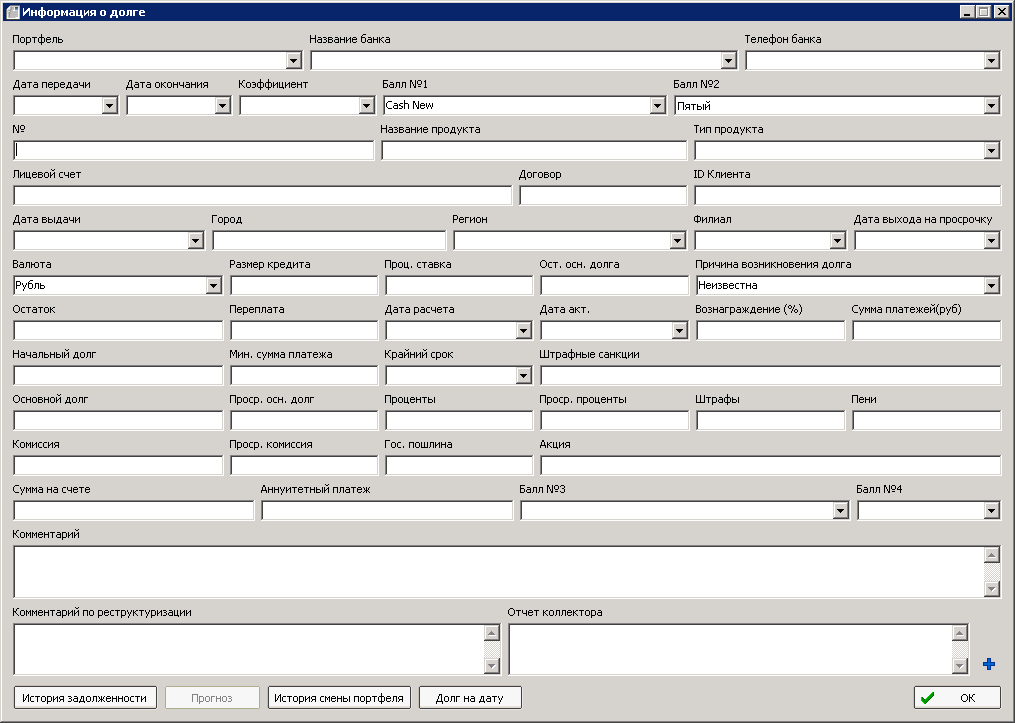 Информация о долге
Портфель Название банка Телефон банка
Дата передачи Дата окончания Коэффициент Балл №1 Балл №2
Cash New Пятый
№ Название продукта Тип продукта
Лицевой счет Договор ID Клиента
Дата выдачи Город Регион Филиал Дата выхода на просрочку
Валюта Размер кредита Проц. ставка Ост. осн. долга Причина возникновения долга
Рубль Неизвестна
Остаток Переплата Дата расчета Дата акт. Вознаграждение (%) Сумма платежей(руб)
Начальный долг Мин. сумма платежа Крайний срок Штрафные санкции
Основной долг Проср. осн. долг Проценты Проср. проценты Штрафы Пени
Комиссия Проср. комиссия Гос. пошлина Акция
Сумма на счете Аннуитетный платеж Балл №3 Балл №4
Комментарий
Комментарий по реструктуризации Отчет коллектора
История задолженности Прогноз История смены портфеля Долг на дату ОК